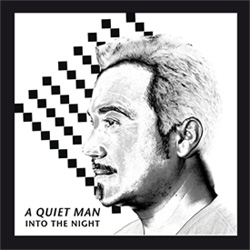 A QUIET MAN
INTO THE NIGHT